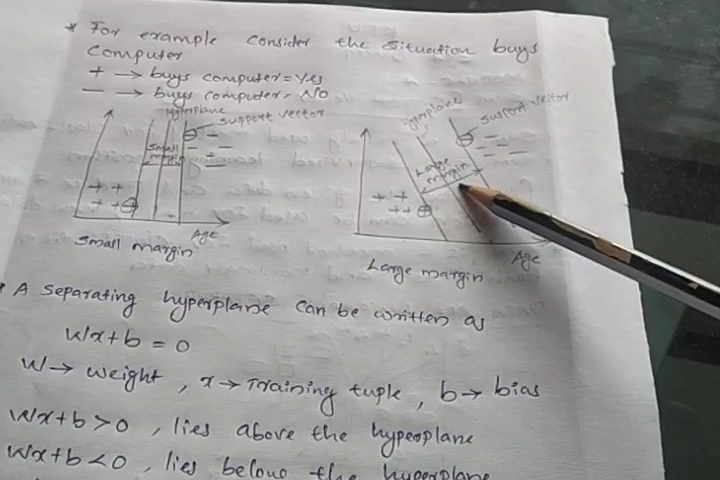 * For example consider the situation buys
computer
+ → buys computer = Yes
− → buys computer = No
Hyperplane
support vector
Small
margin
Age
Small margin
Hyperplane
support vector
Large
margin
Age
Large margin
* A separating hyperplane can be written as
Wx+b = 0
W → weight, x → Training tuple, b → bias
Wx+b>0, lies above the hyperplane
Wx+b<0, lies below the hyperplane